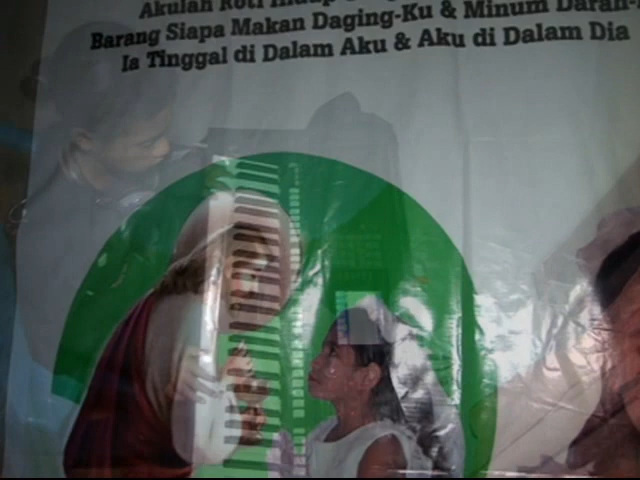 Akulah Roti Hidup
Barang Siapa Makan Daging-Ku & Minum Darah-
Ia Tinggal di Dalam Aku & Aku di Dalam Dia